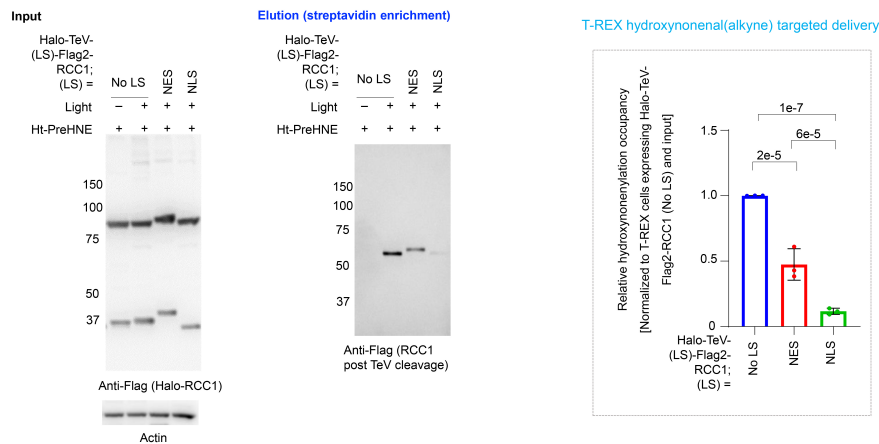 Input
Halo-TeV-
(LS)-Flag2-
RCC1;
(LS) =
No LS
NES
NLS
Light
– + + +
Ht-PreHNE
+ + + +
150
100
75
50
37
Anti-Flag (Halo-RCC1)
Actin
Elution (streptavidin enrichment)
Halo-TeV-
(LS)-Flag2-
RCC1;
(LS) =
No LS
NES
NLS
Light
– + + +
Ht-PreHNE
+ + + +
150
100
75
50
37
Anti-Flag (RCC1
post TeV cleavage)
T-REX hydroxynonenal(alkyne) targeted delivery
Relative hydroxynonenylation occupancy
[Normalized to T-REX cells expressing Halo-TeV-
Flag2-RCC1 (No LS) and input]
1e-7
6e-5
2e-5
1.5
1.0
0.5
0
Halo-TeV-
(LS)-Flag2-
RCC1;
(LS) =
No LS
NES
NLS